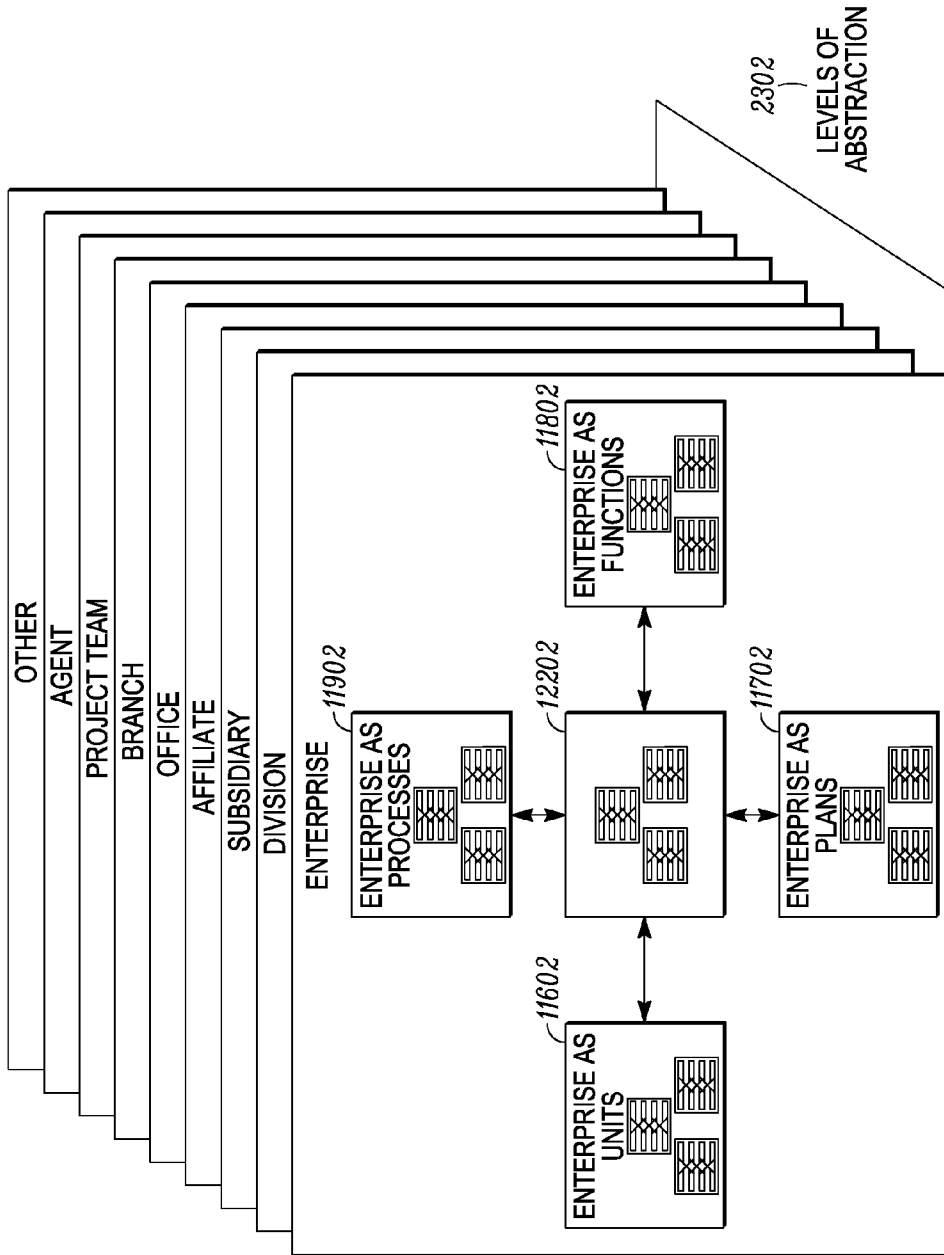 OTHER
AGENT
PROJECT TEAM
BRANCH
OFFICE
AFFILIATE
SUBSIDIARY
DIVISION
ENTERPRISE
11902
ENTERPRISE AS
PROCESSES
11602
ENTERPRISE AS
UNITS
12202
11802
ENTERPRISE AS
FUNCTIONS
11702
ENTERPRISE AS
PLANS
2302
LEVELS OF
ABSTRACTION